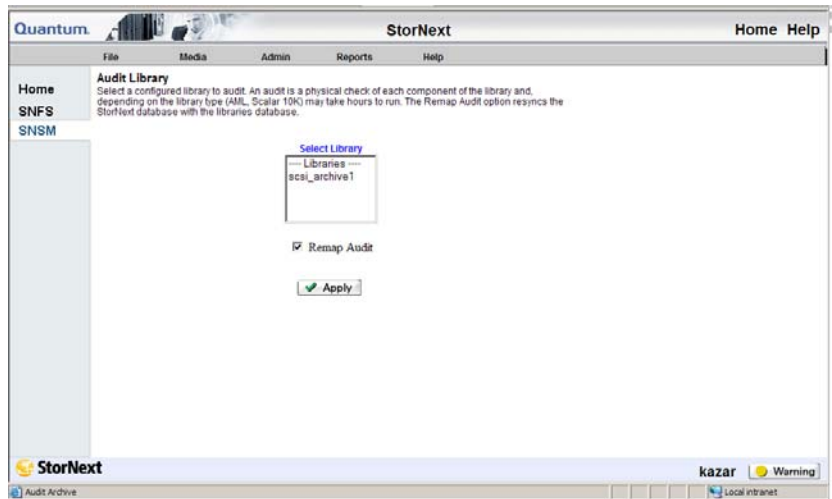 Quantum.
StorNext
Home Help
File Media Admin Reports Help
Home
SNFS
SNSM
Audit Library
Select a configured library to audit. An audit is a physical check of each component of the library and,
depending on the library type (AML, Scalar 10K) may take hours to run. The Remap Audit option resyncs the
StorNext database with the libraries database.
Select Library
---- Libraries ----
scsi_archive1
Remap Audit
Apply
StorNext
kazar
Warning
Audit Archive
Local intranet